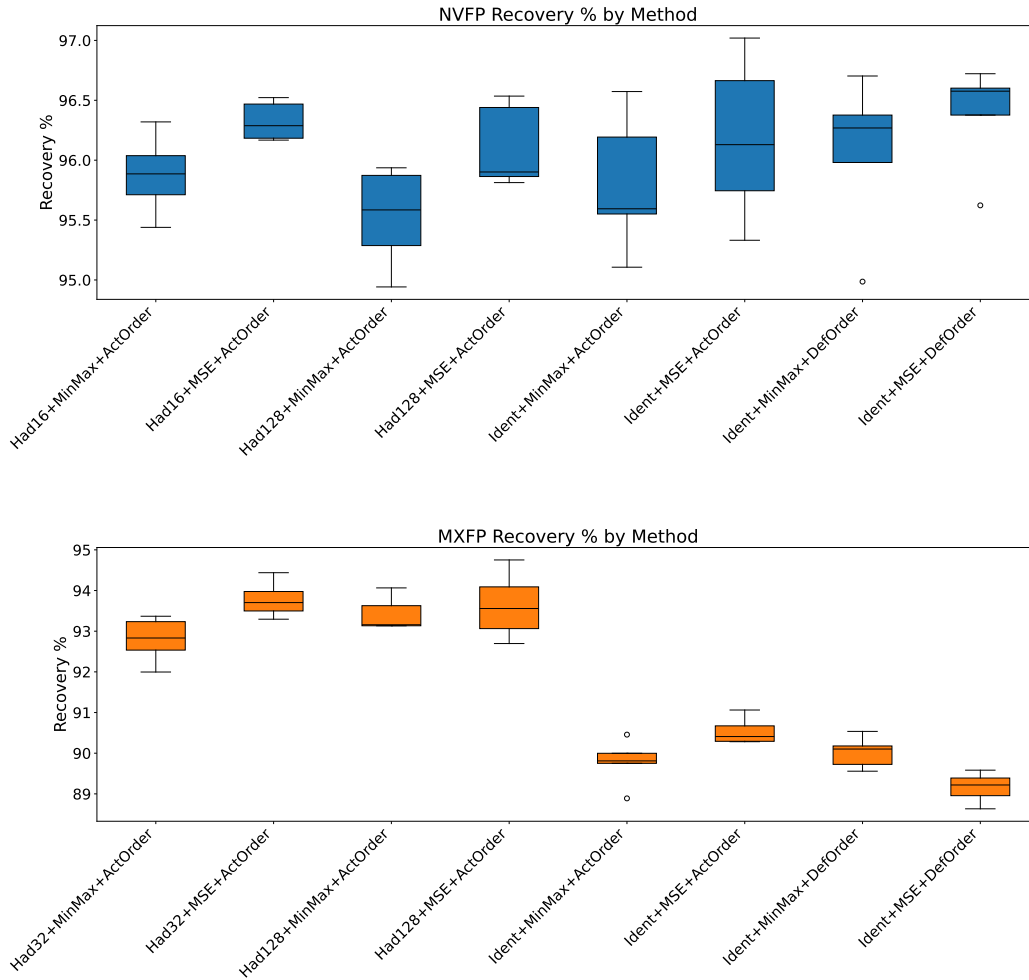 NVFP Recovery % by Method
Recovery %
97.0
96.5
96.0
95.5
95.0
Had16+MinMax+ActOrder
Had16+MSE+ActOrder
Had128+MinMax+ActOrder
Had128+MSE+ActOrder
Ident+MinMax+ActOrder
Ident+MSE+ActOrder
Ident+MinMax+DefOrder
Ident+MSE+DefOrder
MXFP Recovery % by Method
Recovery %
95
94
93
92
91
90
89
Had32+MinMax+ActOrder
Had32+MSE+ActOrder
Had128+MinMax+ActOrder
Had128+MSE+ActOrder
Ident+MinMax+ActOrder
Ident+MSE+ActOrder
Ident+MinMax+DefOrder
Ident+MSE+DefOrder